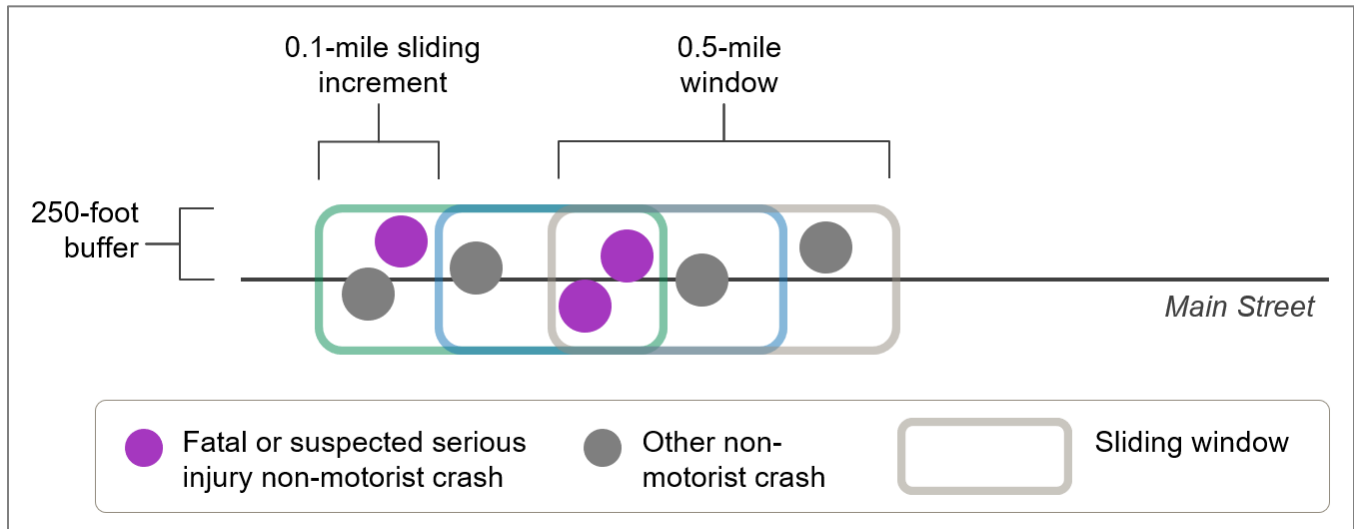 0.1-mile sliding
increment
0.5-mile
window
250-foot
buffer
Main Street
Fatal or suspected serious
injury non-motorist crash
Other non-
motorist crash
Sliding window